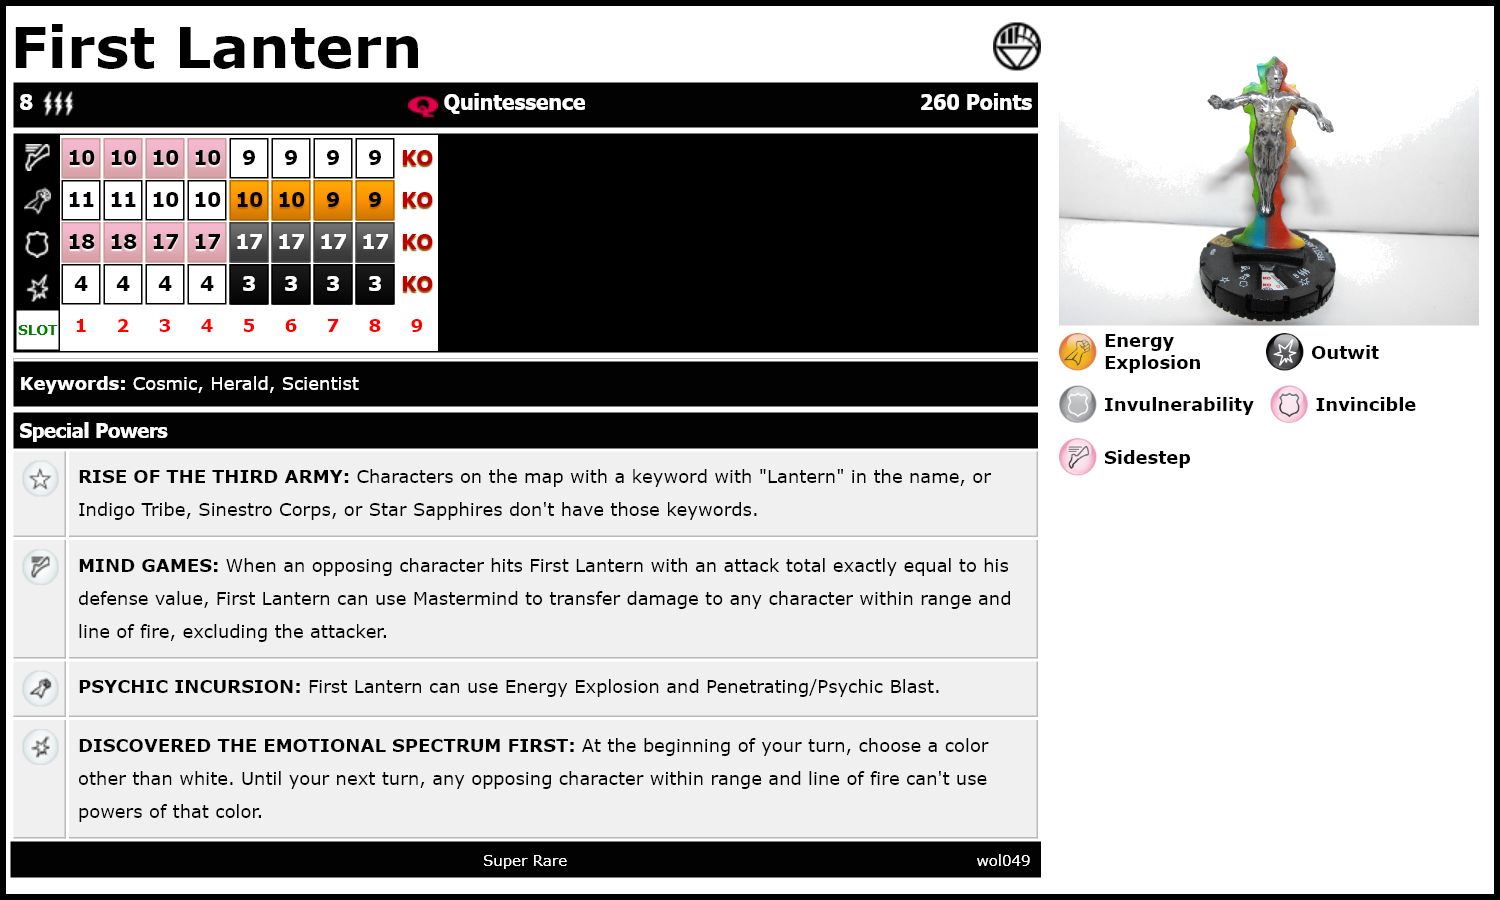 First Lantern
8 Quintessence 260 Points
10 10 10 10 9 9 9 9 KO
11 11 10 10 10 10 9 9 KO
18 18 17 17 17 17 17 17 KO
4 4 4 4 3 3 3 3 KO
SLOT 1 2 3 4 5 6 7 8 9
Keywords: Cosmic, Herald, Scientist
Special Powers
RISE OF THE THIRD ARMY: Characters on the map with a keyword with "Lantern" in the name, or
Indigo Tribe, Sinestro Corps, or Star Sapphires don't have those keywords.
MIND GAMES: When an opposing character hits First Lantern with an attack total exactly equal to his
defense value, First Lantern can use Mastermind to transfer damage to any character within range and
line of fire, excluding the attacker.
PSYCHIC INCURSION: First Lantern can use Energy Explosion and Penetrating/Psychic Blast.
DISCOVERED THE EMOTIONAL SPECTRUM FIRST: At the beginning of your turn, choose a color
other than white. Until your next turn, any opposing character within range and line of fire can't use
powers of that color.
Super Rare wol049
Energy
Explosion
Outwit
Invulnerability
Invincible
Sidestep